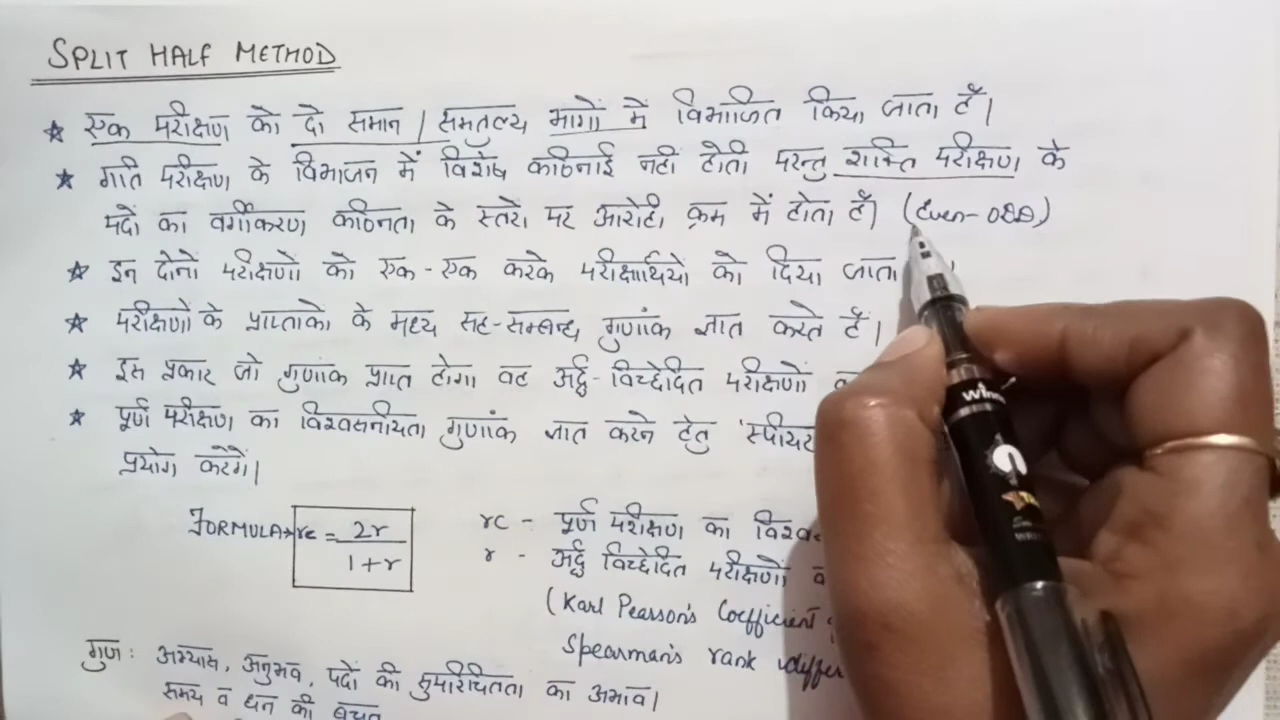 SPLIT HALF METHOD
☆ एक परीक्षण को दो समान / समतुल्य भागों में विभाजित किया जाता है।
☆ गति परीक्षण के विभाजन में विशेष कठिनाई नहीं होती परन्तु शक्ति परीक्षण के
पदों का वर्गीकरण कठिनता के स्तरों पर आरोही क्रम में होता है। (Even-ODD)
☆ इन दोनों परीक्षणों को एक-एक करके परीक्षार्थियों को दिया जाता
☆ परीक्षणों के प्राप्तांकों के मध्य सह-सम्बन्ध गुणांक ज्ञात करते हैं।
☆ इस प्रकार जो गुणांक प्राप्त होगा वह अर्द्ध-विच्छेदित परीक्षणों
☆ पूर्ण परीक्षण का विश्वसनीयता गुणांक ज्ञात करने हेतु
प्रयोग करेंगे।
FORMULA→ rc = 2r / 1+r
rc - पूर्ण परीक्षण का
r - अर्द्ध विच्छेदित परीक्षणों
(Karl Pearson's Coefficient
Spearman's rank
गुण: अभ्यास, अनुभव, पदों की सुपरिचितता का अभाव।
समय व धन की बचत